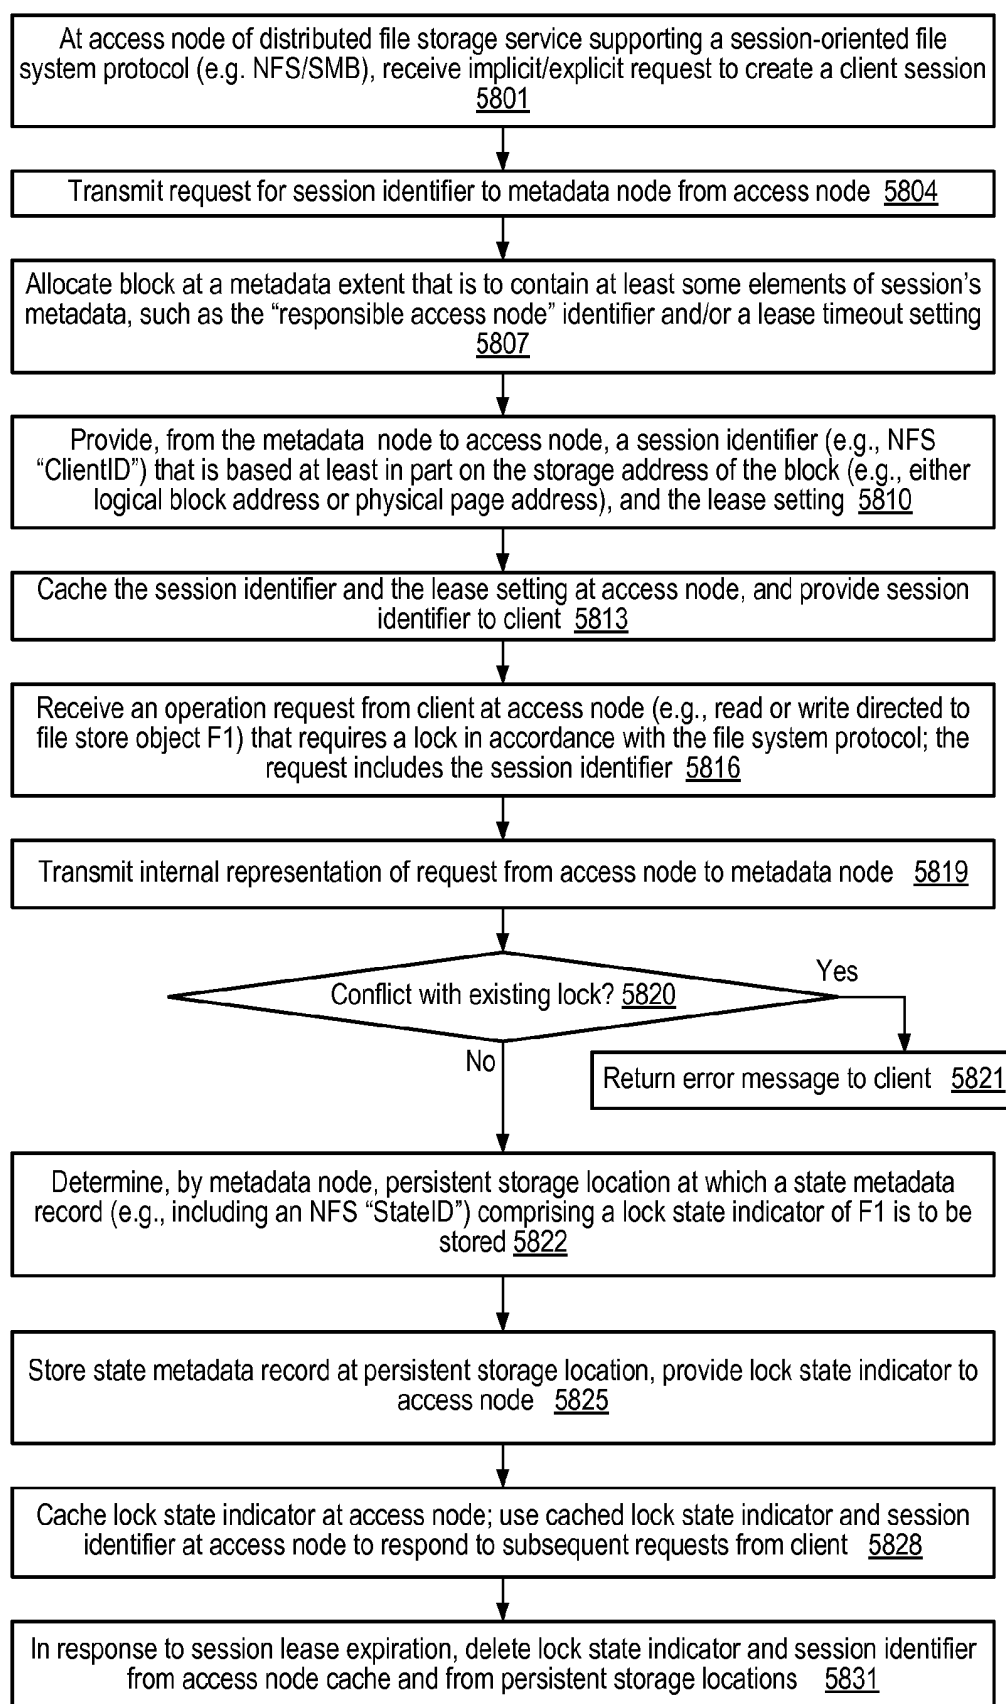 At access node of distributed file storage service supporting a session-oriented file
system protocol (e.g. NFS/SMB), receive implicit/explicit request to create a client session
5801
Transmit request for session identifier to metadata node from access node 5804
Allocate block at a metadata extent that is to contain at least some elements of session's
metadata, such as the “responsible access node” identifier and/or a lease timeout setting
5807
Provide, from the metadata node to access node, a session identifier (e.g., NFS
“ClientID”) that is based at least in part on the storage address of the block (e.g., either
logical block address or physical page address), and the lease setting 5810
Cache the session identifier and the lease setting at access node, and provide session
identifier to client 5813
Receive an operation request from client at access node (e.g., read or write directed to
file store object F1) that requires a lock in accordance with the file system protocol; the
request includes the session identifier 5816
Transmit internal representation of request from access node to metadata node 5819
Conflict with existing lock? 5820
Yes
No
Return error message to client 5821
Determine, by metadata node, persistent storage location at which a state metadata
record (e.g., including an NFS “StateID”) comprising a lock state indicator of F1 is to be
stored 5822
Store state metadata record at persistent storage location, provide lock state indicator to
access node 5825
Cache lock state indicator at access node; use cached lock state indicator and session
identifier at access node to respond to subsequent requests from client 5828
In response to session lease expiration, delete lock state indicator and session identifier
from access node cache and from persistent storage locations 5831